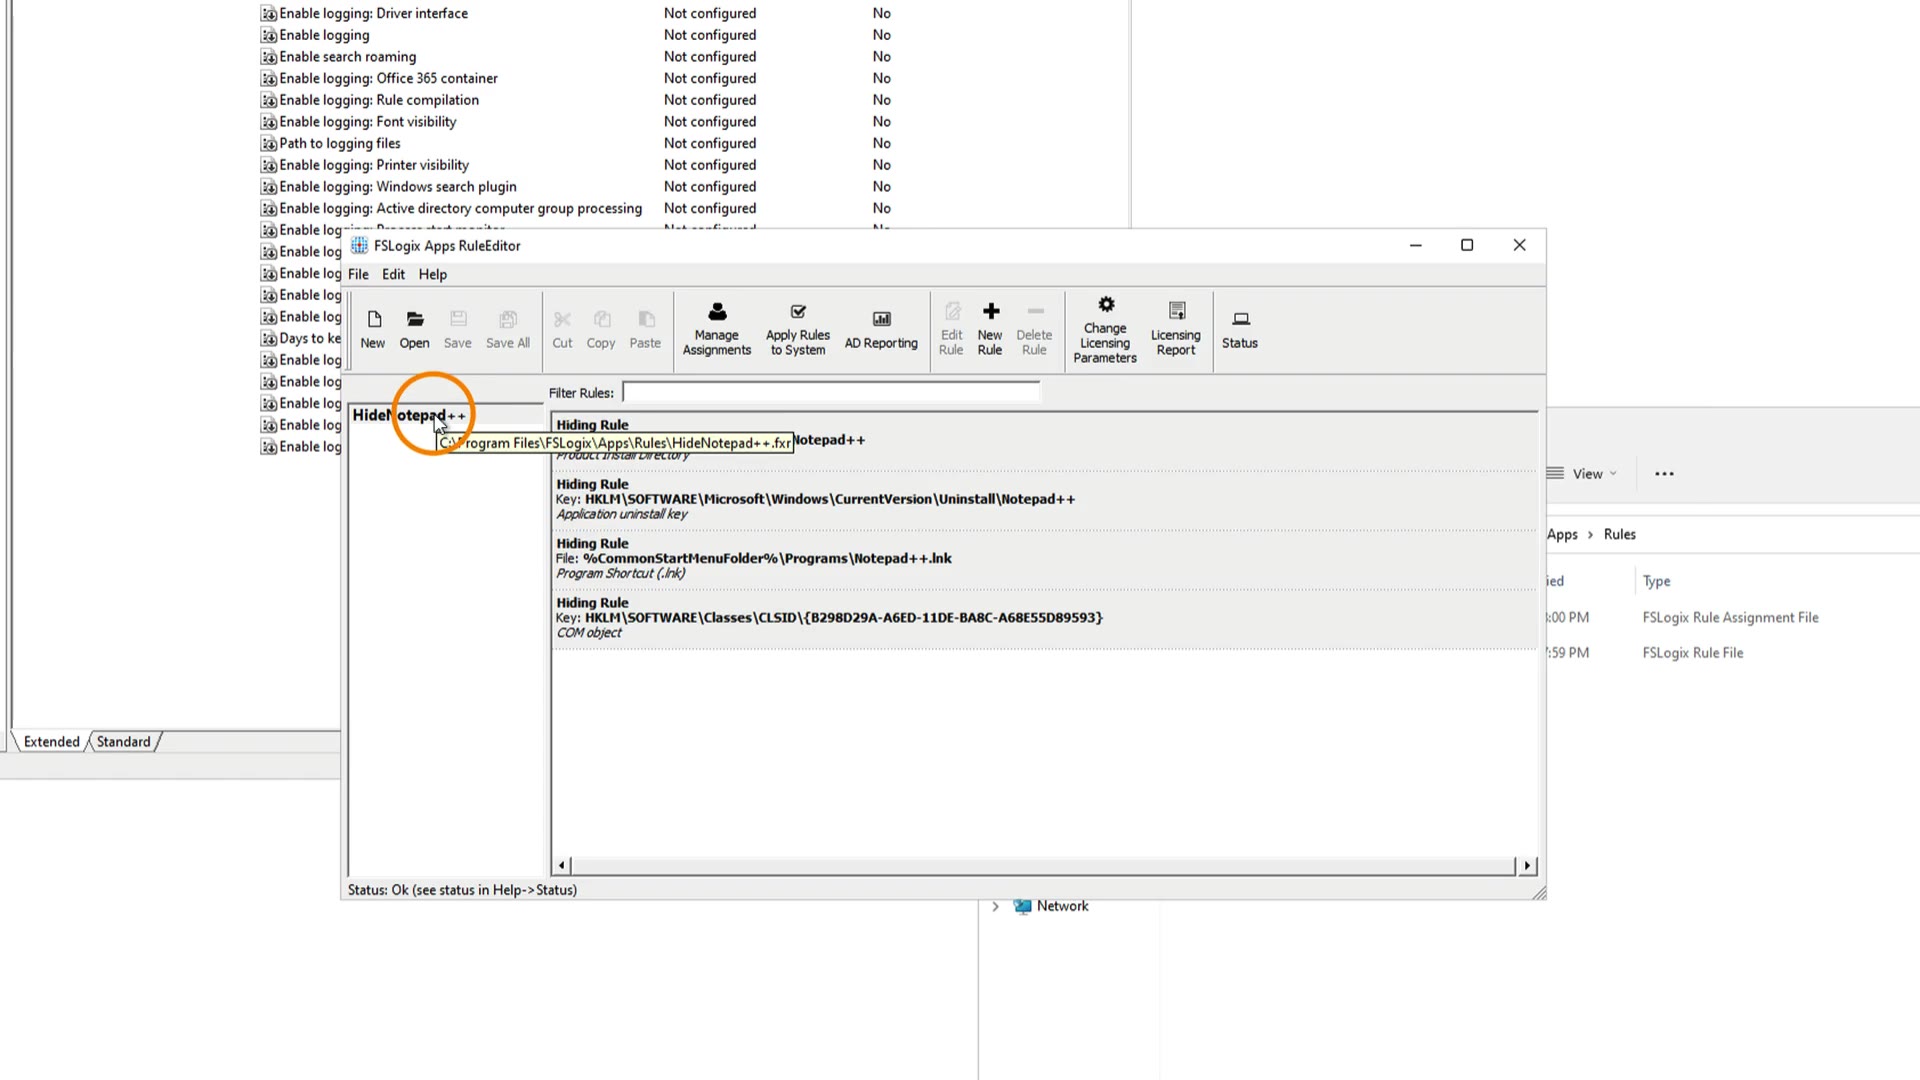 Enable logging: Driver interface Not configured No
Enable logging Not configured No
Enable search roaming Not configured No
Enable logging: Office 365 container Not configured No
Enable logging: Rule compilation Not configured No
Enable logging: Font visibility Not configured No
Path to logging files Not configured No
Enable logging: Printer visibility Not configured No
Enable logging: Windows search plugin Not configured No
Enable logging: Active directory computer group processing Not configured No
Enable log
Enable log
Enable log
Enable log
Enable log
Days to ke
Enable log
Enable log
Enable log
Enable log
Enable log
Extended Standard
FSLogix Apps RuleEditor
File Edit Help
New Open Save Save All Cut Copy Paste Manage Assignments Apply Rules to System AD Reporting Edit Rule New Rule Delete Rule Change Licensing Parameters Licensing Report Status
Filter Rules:
HideNotepad++
C:\Program Files\FSLogix\Apps\Rules\HideNotepad++.fxr
Hiding Rule
Notepad++
Product Install Directory
Hiding Rule
Key: HKLM\SOFTWARE\Microsoft\Windows\CurrentVersion\Uninstall\Notepad++
Application uninstall key
Hiding Rule
File: %CommonStartMenuFolder%\Programs\Notepad++.lnk
Program Shortcut (.lnk)
Hiding Rule
Key: HKLM\SOFTWARE\Classes\CLSID\{B298D29A-A6ED-11DE-BA8C-A68E55D89593}
COM object
Status: Ok (see status in Help->Status)
View
Apps › Rules
ied Type
:00 PM FSLogix Rule Assignment File
:59 PM FSLogix Rule File
Network